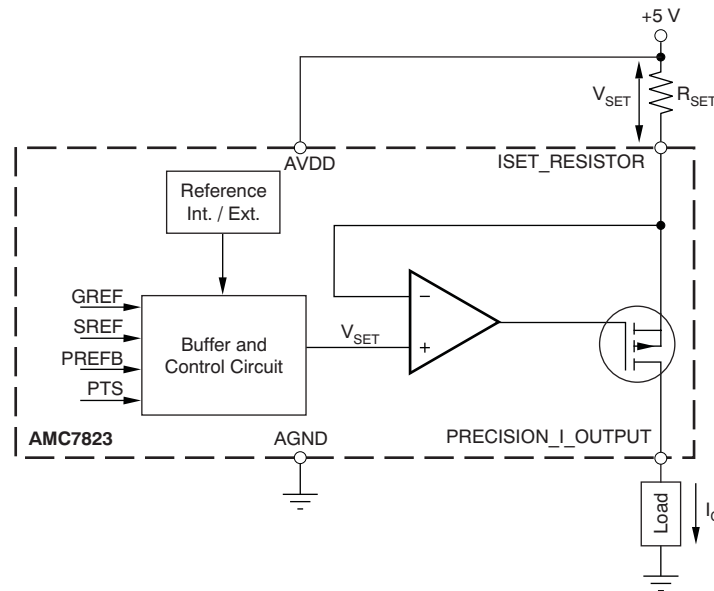 +5 V
V_SET
R_SET
AVDD
ISET_RESISTOR
Reference
Int. / Ext.
GREF
SREF
PREFB
PTS
Buffer and
Control Circuit
V_SET
−
+
AMC7823
AGND
PRECISION_I_OUTPUT
Load